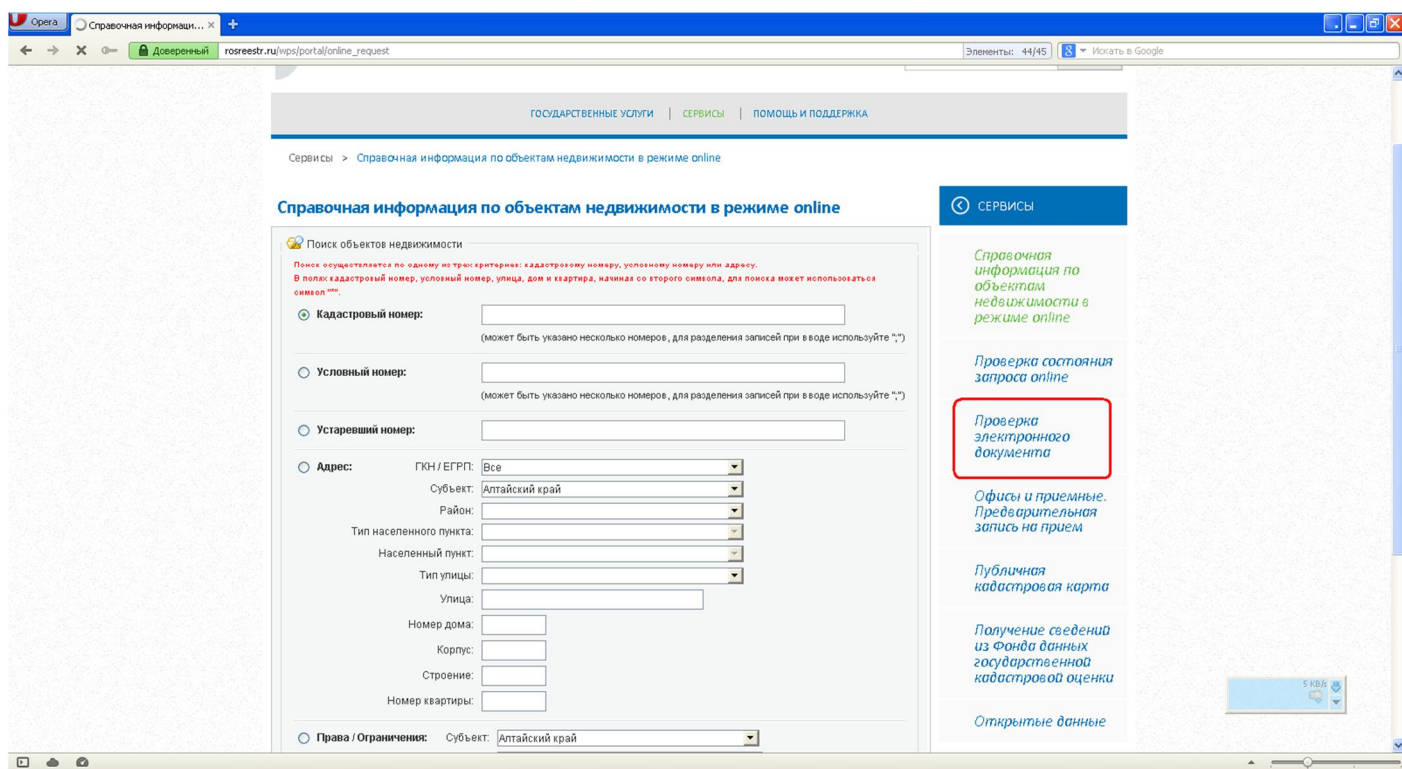 Opera
Справочная информаци...
Доверенный
rosreestr.ru/wps/portal/online_request
Элементы: 44/45
Искать в Google
ГОСУДАРСТВЕННЫЕ УСЛУГИ | СЕРВИСЫ | ПОМОЩЬ И ПОДДЕРЖКА
Сервисы > Справочная информация по объектам недвижимости в режиме online
Справочная информация по объектам недвижимости в режиме online
Поиск объектов недвижимости
Поиск осуществляется по одному из трех критериев: кадастровому номеру, условному номеру или адресу.
В полях кадастровый номер, условный номер, улица, дом и квартира, начиная со второго символа, для поиска может использоваться
символ "*".
Кадастровый номер:
(может быть указано несколько номеров, для разделения записей при вводе используйте ";")
Условный номер:
(может быть указано несколько номеров, для разделения записей при вводе используйте ";")
Устаревший номер:
Адрес: ГКН / ЕГРП: Все
Субъект: Алтайский край
Район:
Тип населенного пункта:
Населенный пункт:
Тип улицы:
Улица:
Номер дома:
Корпус:
Строение:
Номер квартиры:
Права / Ограничения: Субъект: Алтайский край
СЕРВИСЫ
Справочная
информация по
объектам
недвижимости в
режиме online
Проверка состояния
запроса online
Проверка
электронного
документа
Офисы и приемные.
Предварительная
запись на прием
Публичная
кадастровая карта
Получение сведений
из Фонда данных
государственной
кадастровой оценки
Открытые данные
5 KB/s